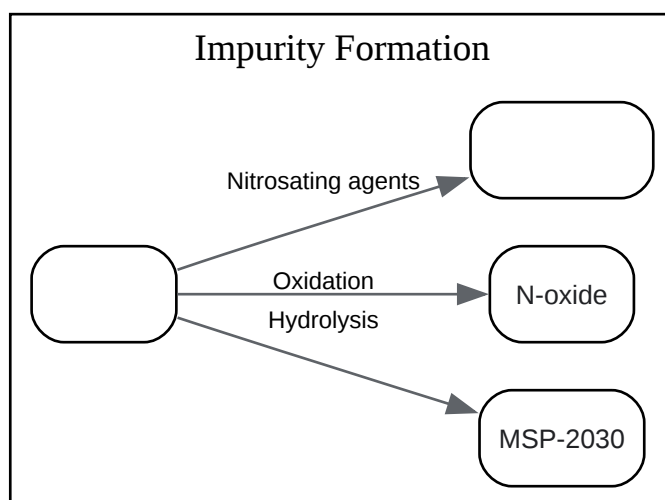 Impurity Formation
Nitrosating agents
Oxidation
N-oxide
Hydrolysis
MSP-2030